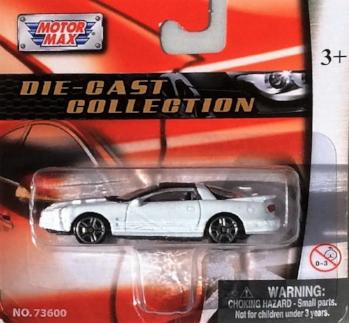 MOTOR
MAX
3+
DIE-CAST
COLLECTION
0-3
NO. 73600
WARNING:
CHOKING HAZARD - Small parts.
Not for children under 3 years.